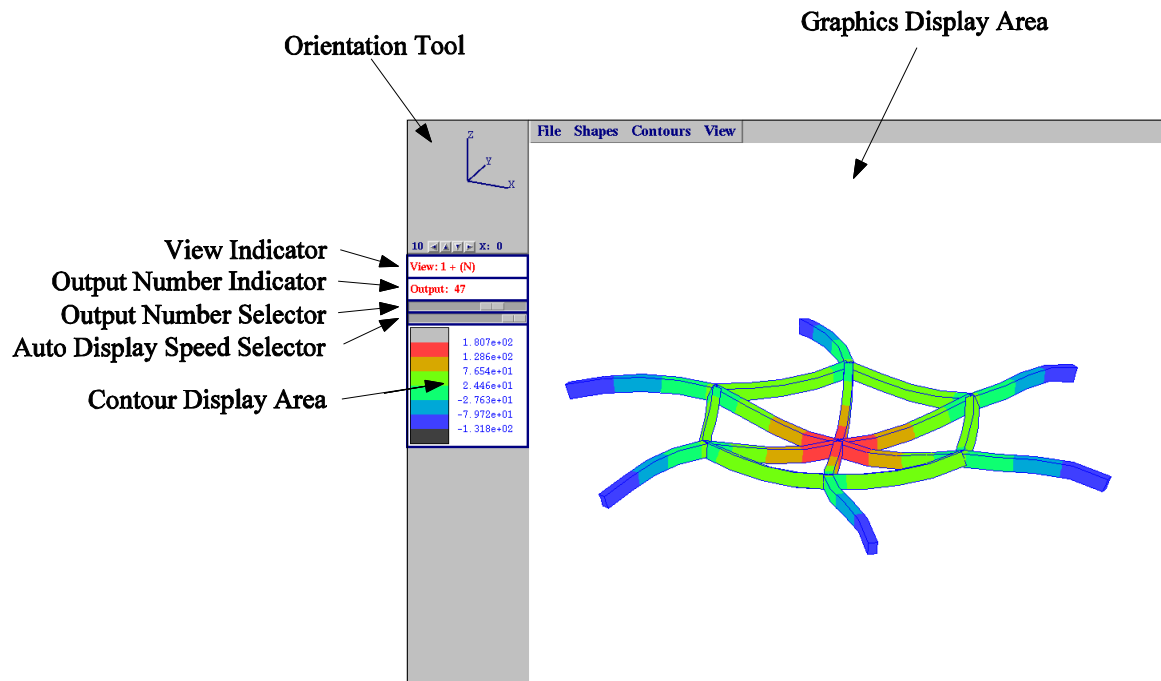 Graphics Display Area
Orientation Tool
File Shapes Contours View
Z
Y
X
10 X: 0
View Indicator
View: 1 + (N)
Output Number Indicator
Output: 47
Output Number Selector
Auto Display Speed Selector
1.807e+02
1.286e+02
7.654e+01
2.446e+01
-2.763e+01
-7.972e+01
-1.318e+02
Contour Display Area